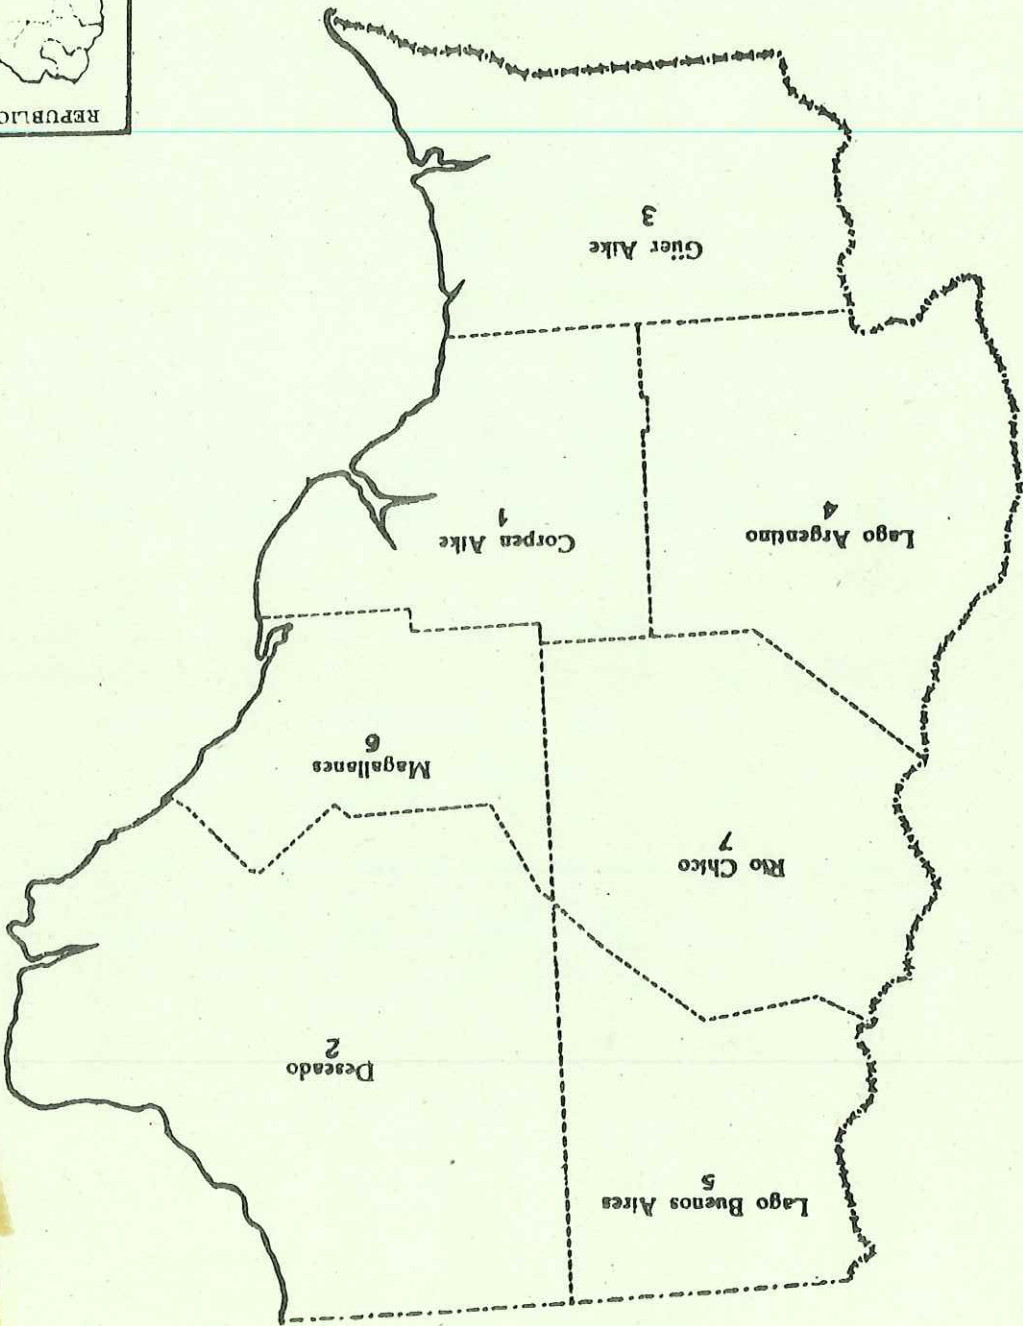 Lago Buenos Aires
5
Deseado
2
Río Chico
7
Magallanes
6
Lago Argentino
4
Corpen Aike
1
Güer Aike
3